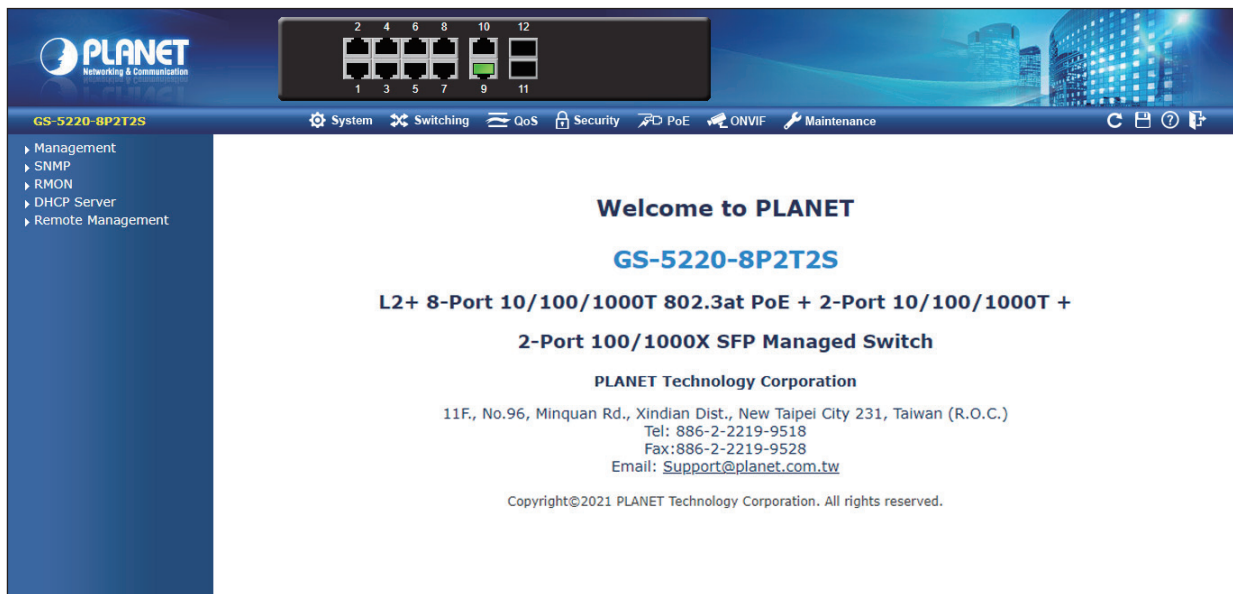 2 4 6 8 10 12
PLANET
Networking & Communication
1 3 5 7 9 11
GS-5220-8P2T2S
System Switching QoS Security PoE ONVIF Maintenance
Management
SNMP
RMON
DHCP Server
Remote Management
Welcome to PLANET
GS-5220-8P2T2S
L2+ 8-Port 10/100/1000T 802.3at PoE + 2-Port 10/100/1000T +
2-Port 100/1000X SFP Managed Switch
PLANET Technology Corporation
11F., No.96, Minquan Rd., Xindian Dist., New Taipei City 231, Taiwan (R.O.C.)
Tel: 886-2-2219-9518
Fax:886-2-2219-9528
Email: Support@planet.com.tw
Copyright©2021 PLANET Technology Corporation. All rights reserved.